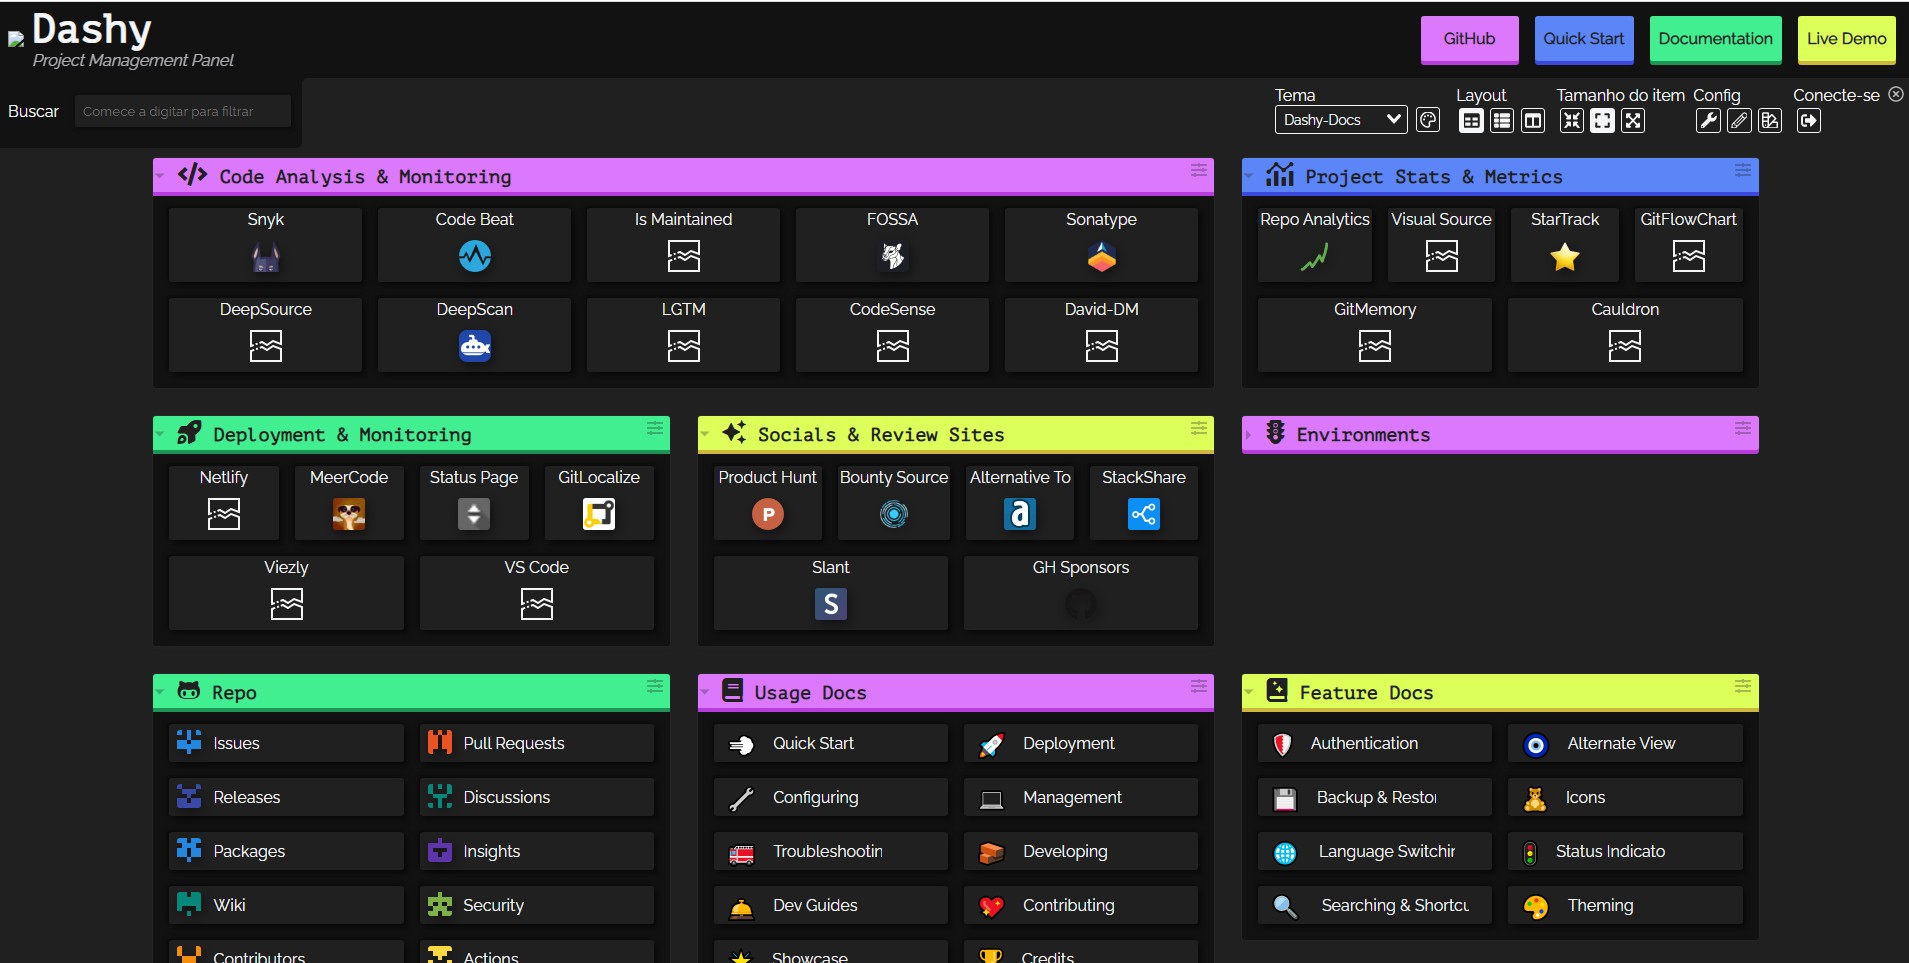 Dashy
Project Management Panel
GitHub
Quick Start
Documentation
Live Demo
Buscar
Comece a digitar para filtrar
Tema
Dashy-Docs
Layout
Tamanho do item
Config
Conecte-se
Code Analysis & Monitoring
Snyk
Code Beat
Is Maintained
FOSSA
Sonatype
DeepSource
DeepScan
LGTM
CodeSense
David-DM
Project Stats & Metrics
Repo Analytics
Visual Source
StarTrack
GitFlowChart
GitMemory
Cauldron
Deployment & Monitoring
Netlify
MeerCode
Status Page
GitLocalize
Viezly
VS Code
Socials & Review Sites
Product Hunt
Bounty Source
Alternative To
StackShare
Slant
GH Sponsors
Environments
Repo
Issues
Pull Requests
Releases
Discussions
Packages
Insights
Wiki
Security
Contributors
Actions
Usage Docs
Quick Start
Deployment
Configuring
Management
Troubleshootin
Developing
Dev Guides
Contributing
Showcase
Credits
Feature Docs
Authentication
Alternate View
Backup & Restor
Icons
Language Switchin
Status Indicato
Searching & Shortcu
Theming